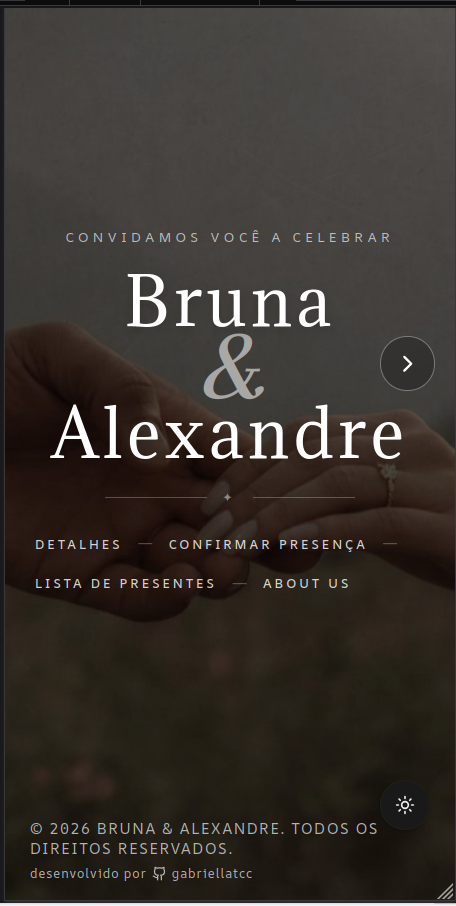 CONVIDAMOS VOCÊ A CELEBRAR
Bruna
&
Alexandre
DETALHES — CONFIRMAR PRESENÇA —
LISTA DE PRESENTES — ABOUT US
© 2026 BRUNA & ALEXANDRE. TODOS OS
DIREITOS RESERVADOS.
desenvolvido por gabriellatcc